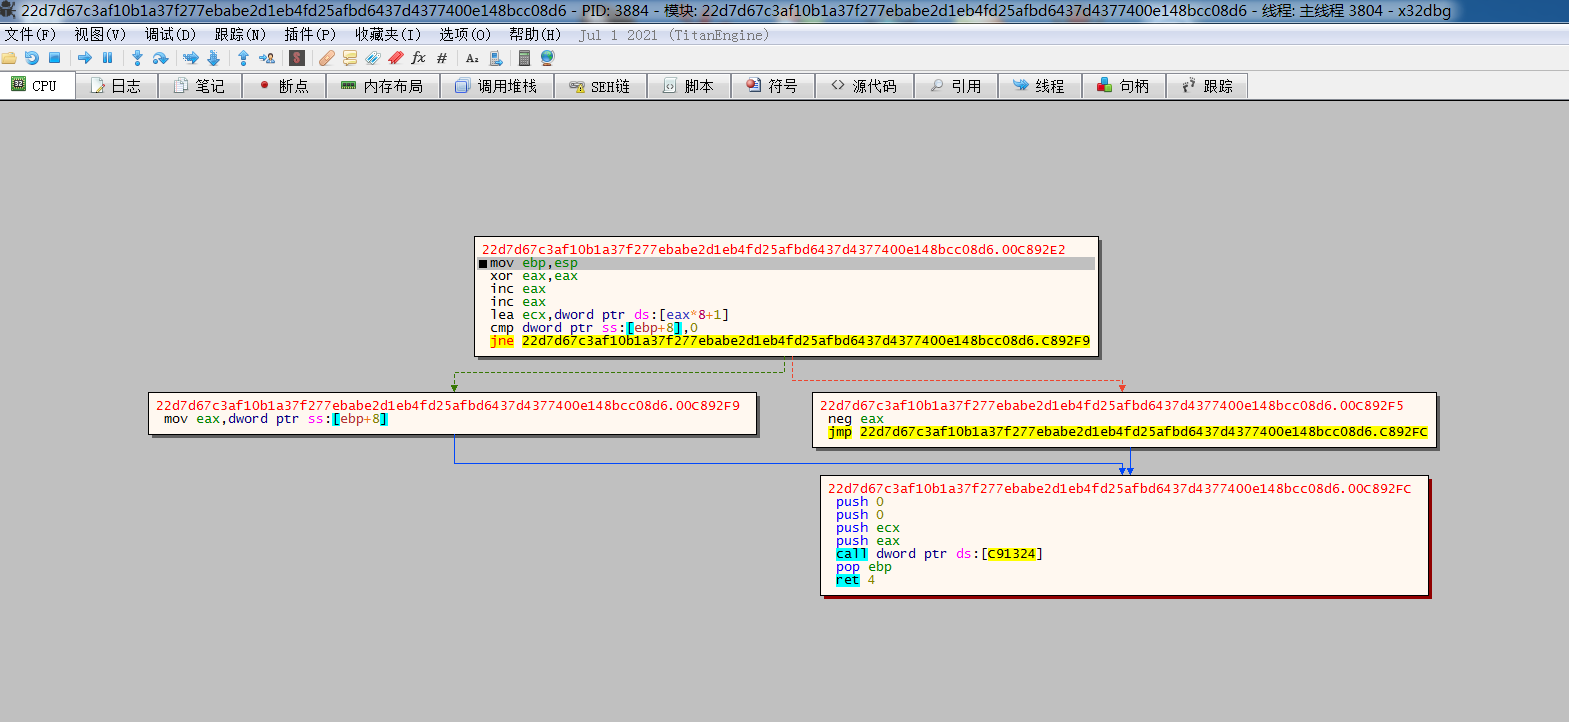 22d7d67c3af10b1a37f277ebabe2d1eb4fd25afbd6437d4377400e148bcc08d6 - PID: 3884 - 模块: 22d7d67c3af10b1a37f277ebabe2d1eb4fd25afbd6437d4377400e148bcc08d6 - 线程: 主线程 3804 - x32dbg
文件(F) 视图(V) 调试(D) 跟踪(N) 插件(P) 收藏夹(I) 选项(O) 帮助(H) Jul 1 2021 (TitanEngine)
CPU 日志 笔记 断点 内存布局 调用堆栈 SEH链 脚本 符号 源代码 引用 线程 句柄 跟踪
22d7d67c3af10b1a37f277ebabe2d1eb4fd25afbd6437d4377400e148bcc08d6.00C892E2
mov ebp,esp
xor eax,eax
inc eax
inc eax
lea ecx,dword ptr ds:[eax*8+1]
cmp dword ptr ss:[ebp+8],0
jne 22d7d67c3af10b1a37f277ebabe2d1eb4fd25afbd6437d4377400e148bcc08d6.C892F9
22d7d67c3af10b1a37f277ebabe2d1eb4fd25afbd6437d4377400e148bcc08d6.00C892F9
mov eax,dword ptr ss:[ebp+8]
22d7d67c3af10b1a37f277ebabe2d1eb4fd25afbd6437d4377400e148bcc08d6.00C892F5
neg eax
jmp 22d7d67c3af10b1a37f277ebabe2d1eb4fd25afbd6437d4377400e148bcc08d6.C892FC
22d7d67c3af10b1a37f277ebabe2d1eb4fd25afbd6437d4377400e148bcc08d6.00C892FC
push 0
push 0
push ecx
push eax
call dword ptr ds:[C91324]
pop ebp
ret 4